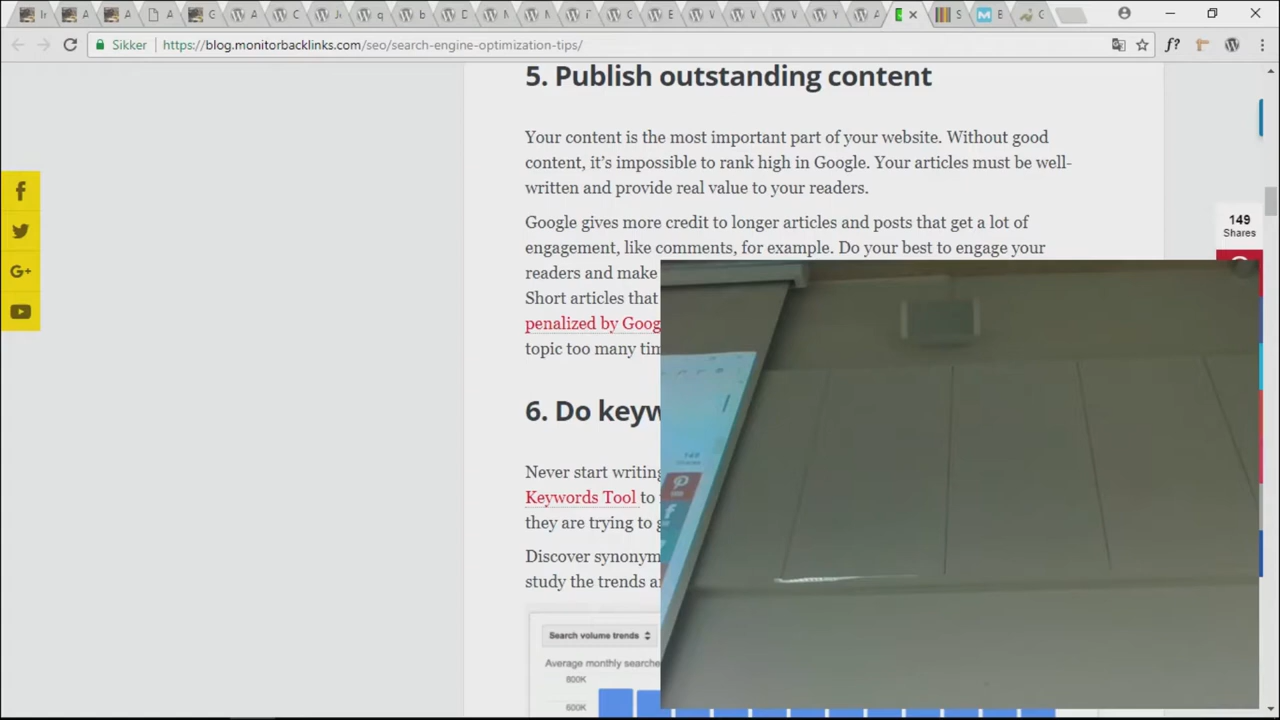 Sikker
https://blog.monitorbacklinks.com/seo/search-engine-optimization-tips/
f?
5. Publish outstanding content
Your content is the most important part of your website. Without good
content, it’s impossible to rank high in Google. Your articles must be well-
written and provide real value to your readers.
Google gives more credit to longer articles and posts that get a lot of
engagement, like comments, for example. Do your best to engage your
readers and make
Short articles that
penalized by Goog
topic too many tim
149
Shares
6. Do keyw
Never start writing
Keywords Tool to
they are trying to
Discover synonym
study the trends a
Search volume trends
Average monthly searche
800K
600K